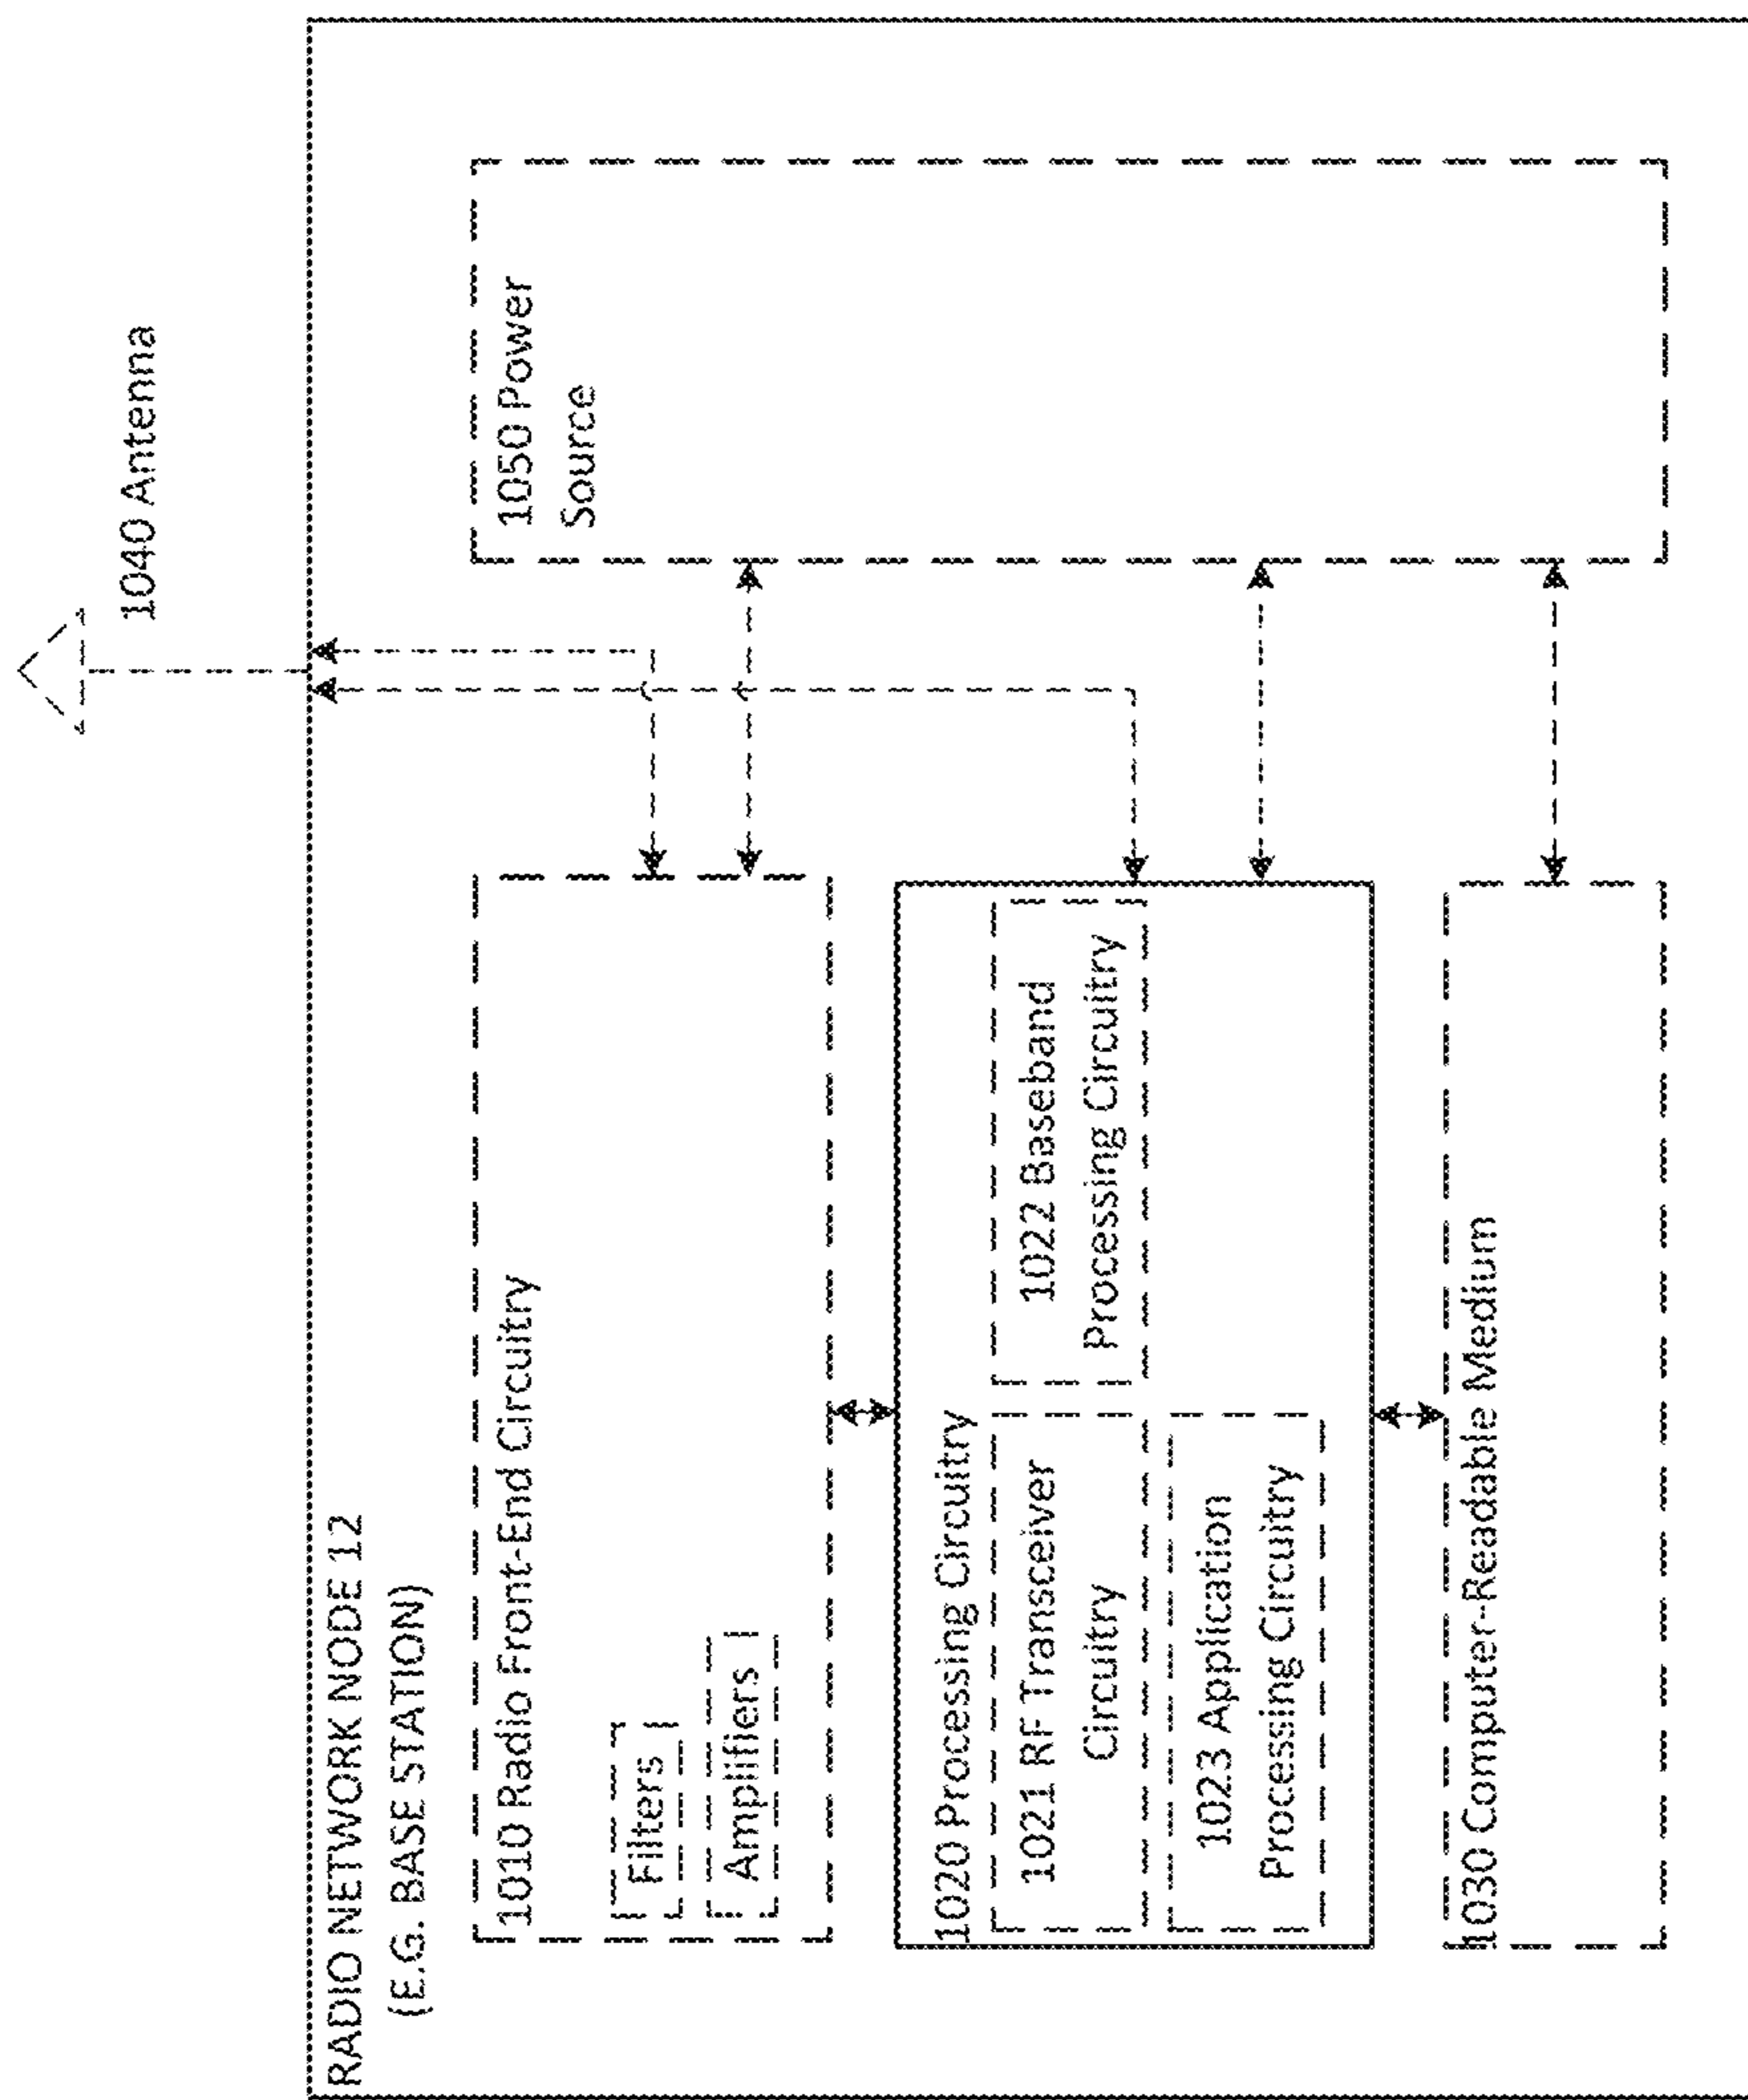 1040 Antenna
RADIO NETWORK NODE 12
(E.G. BASE STATION)
1010 Radio Front-End Circuitry
Filters
Amplifiers
1050 Power
Source
1020 Processing Circuitry
1021 RF Transceiver
Circuitry
1022 Baseband
Processing Circuitry
1023 Application
Processing Circuitry
1030 Computer-Readable Medium